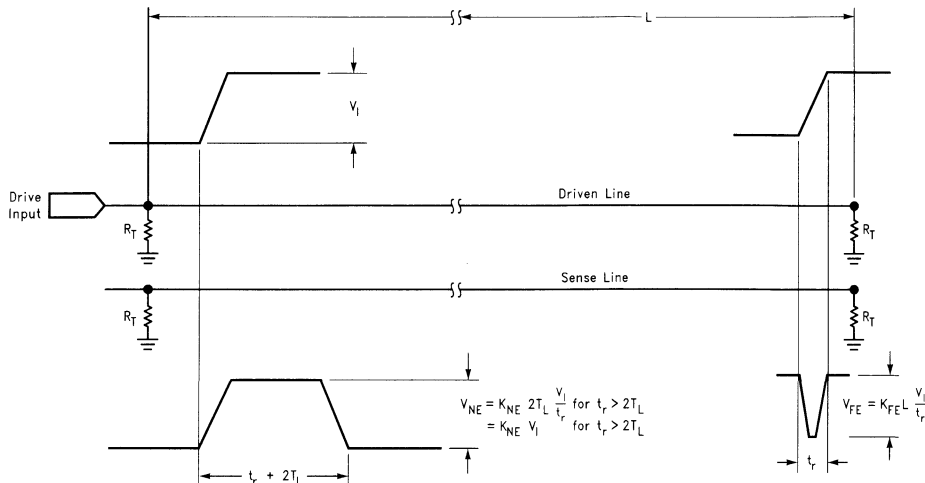 L
V_I
Drive
Input
Driven Line
R_T
R_T
Sense Line
R_T
R_T
V_NE = K_NE 2T_L V_I/t_r for t_r > 2T_L
= K_NE V_I for t_r > 2T_L
V_FE = K_FE L V_I/t_r
t_r + 2T_L
t_r